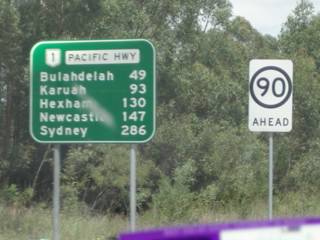 1 PACIFIC HWY
Bulahdelah 49
Karuah 93
Hexham 130
Newcastle 147
Sydney 286
90
AHEAD